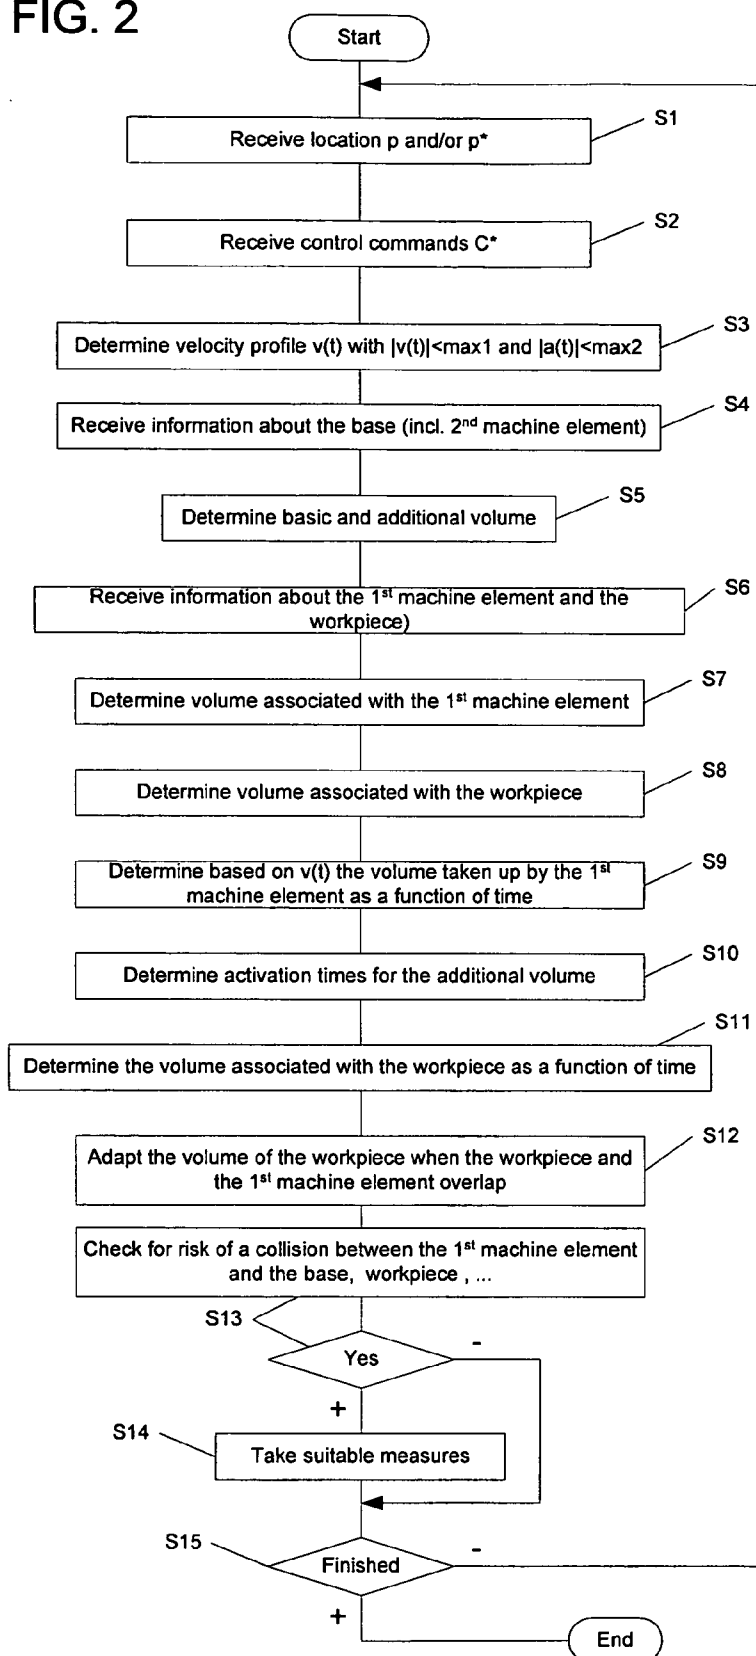 FIG. 2
Start
Receive location p and/or p*
S1
Receive control commands C*
S2
Determine velocity profile v(t) with |v(t)|<max1 and |a(t)|<max2
S3
Receive information about the base (incl. 2nd machine element)
S4
Determine basic and additional volume
S5
Receive information about the 1st machine element and the
workpiece)
S6
Determine volume associated with the 1st machine element
S7
Determine volume associated with the workpiece
S8
Determine based on v(t) the volume taken up by the 1st
machine element as a function of time
S9
Determine activation times for the additional volume
S10
Determine the volume associated with the workpiece as a function of time
S11
Adapt the volume of the workpiece when the workpiece and
the 1st machine element overlap
S12
Check for risk of a collision between the 1st machine element
and the base, workpiece , ...
S13
Yes
-
+
S14
Take suitable measures
S15
Finished
-
+
End